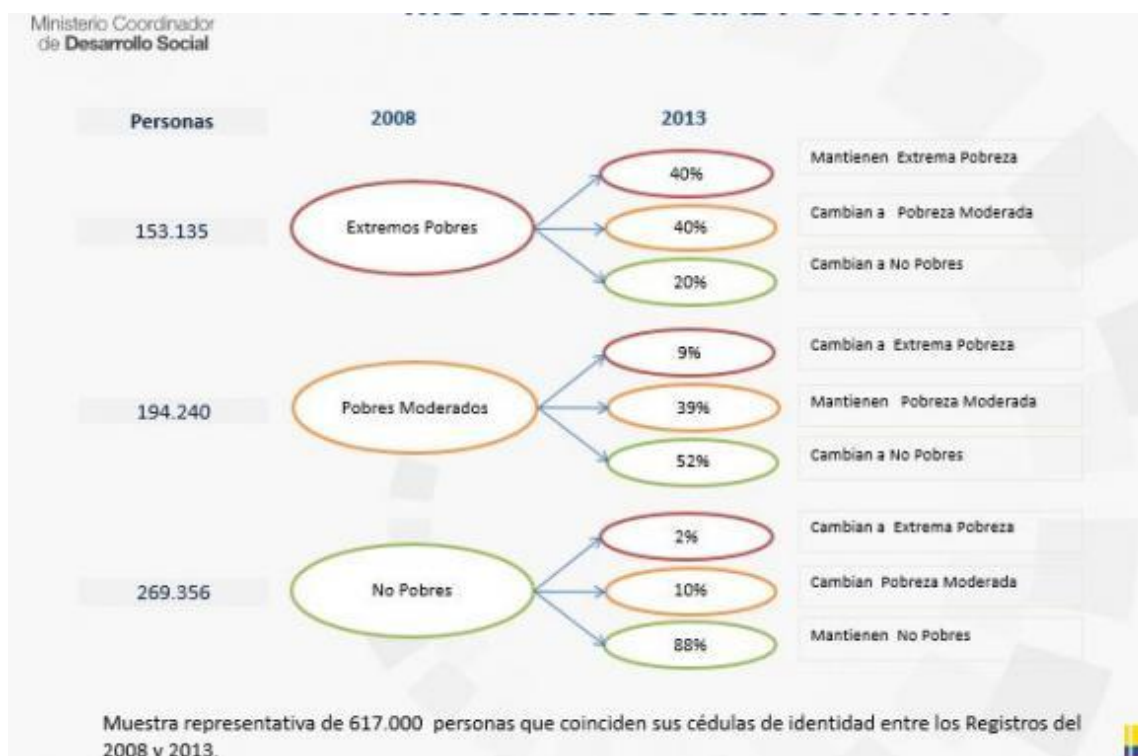 Ministerio Coordinador
de Desarrollo Social
Personas 2008 2013
40% Mantienen Extrema Pobreza
153.135 Extremos Pobres 40% Cambian a Pobreza Moderada
20% Cambian a No Pobres
9% Cambian a Extrema Pobreza
194.240 Pobres Moderados 39% Mantienen Pobreza Moderada
52% Cambian a No Pobres
2% Cambian a Extrema Pobreza
269.356 No Pobres 10% Cambian Pobreza Moderada
88% Mantienen No Pobres
Muestra representativa de 617.000 personas que coinciden sus cédulas de identidad entre los Registros del
2008 y 2013.